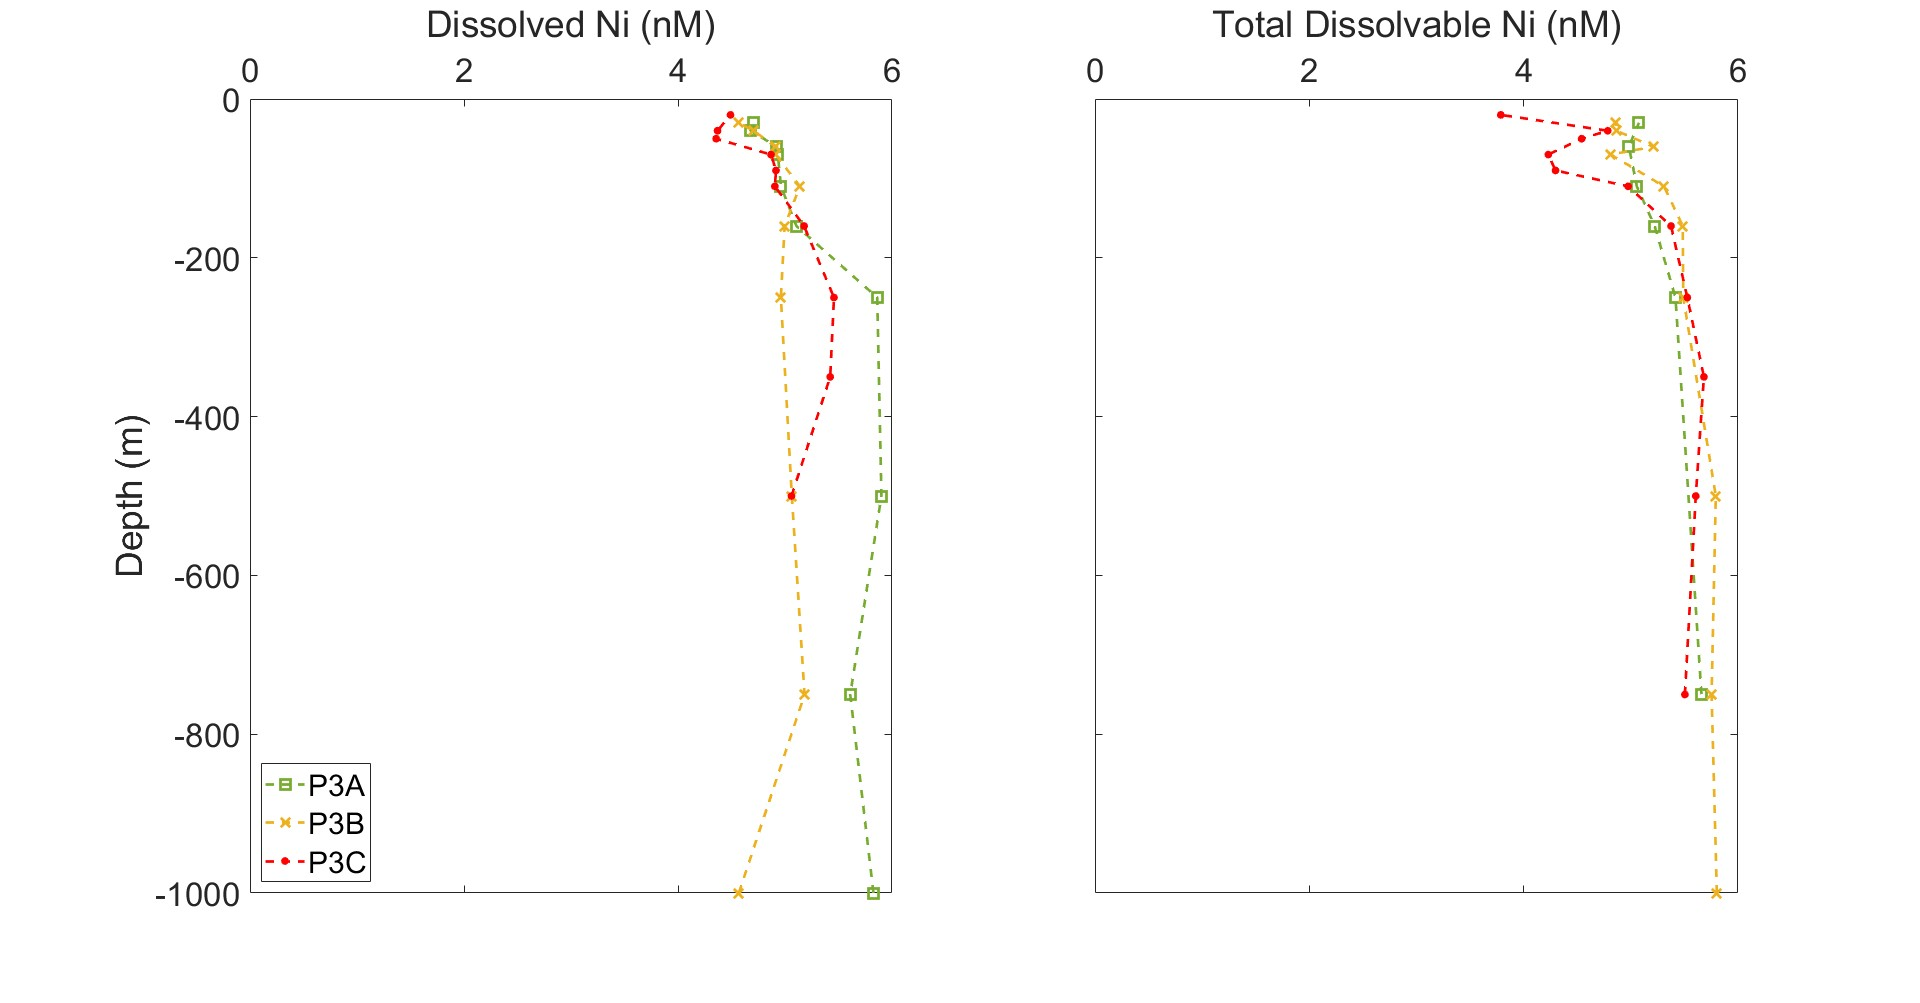 Dissolved Ni (nM)
Total Dissolvable Ni (nM)
0 2 4 6
0 2 4 6
0
-200
-400
-600
-800
-1000
Depth (m)
P3A
P3B
P3C